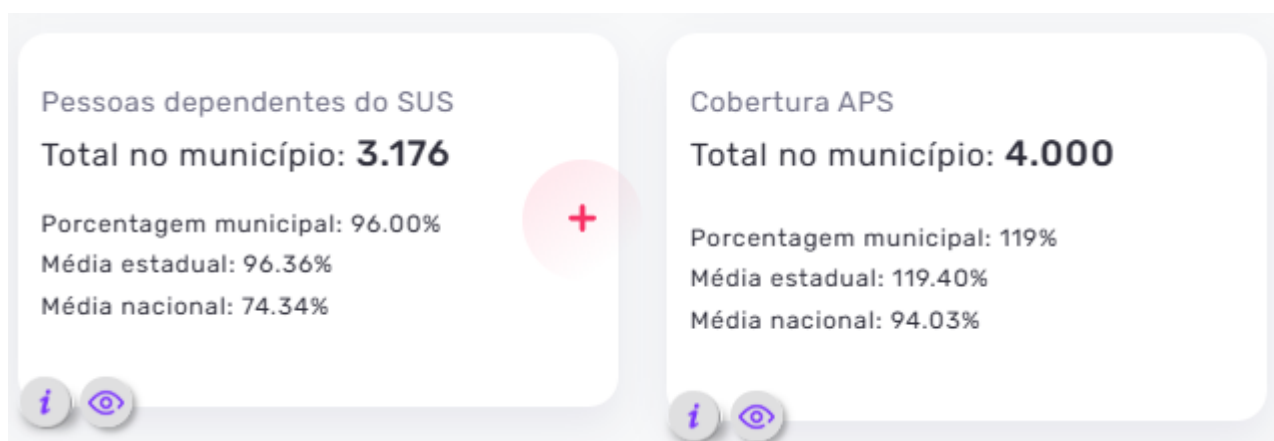 Pessoas dependentes do SUS
Total no município: 3.176
Porcentagem municipal: 96.00%
Média estadual: 96.36%
Média nacional: 74.34%
i
Cobertura APS
Total no município: 4.000
Porcentagem municipal: 119%
Média estadual: 119.40%
Média nacional: 94.03%
i